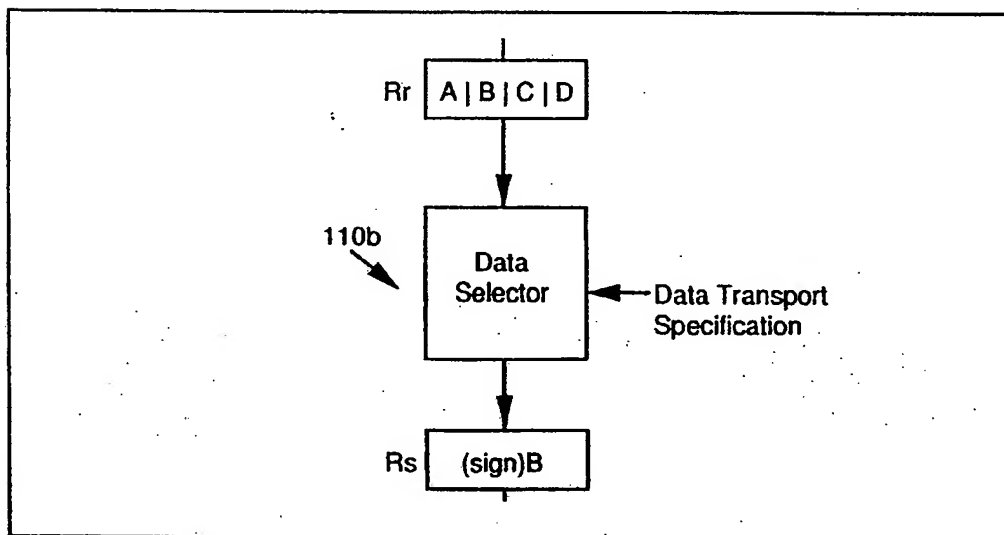 Rr A | B | C | D
110b
Data
Selector
Data Transport
Specification
Rs (sign)B